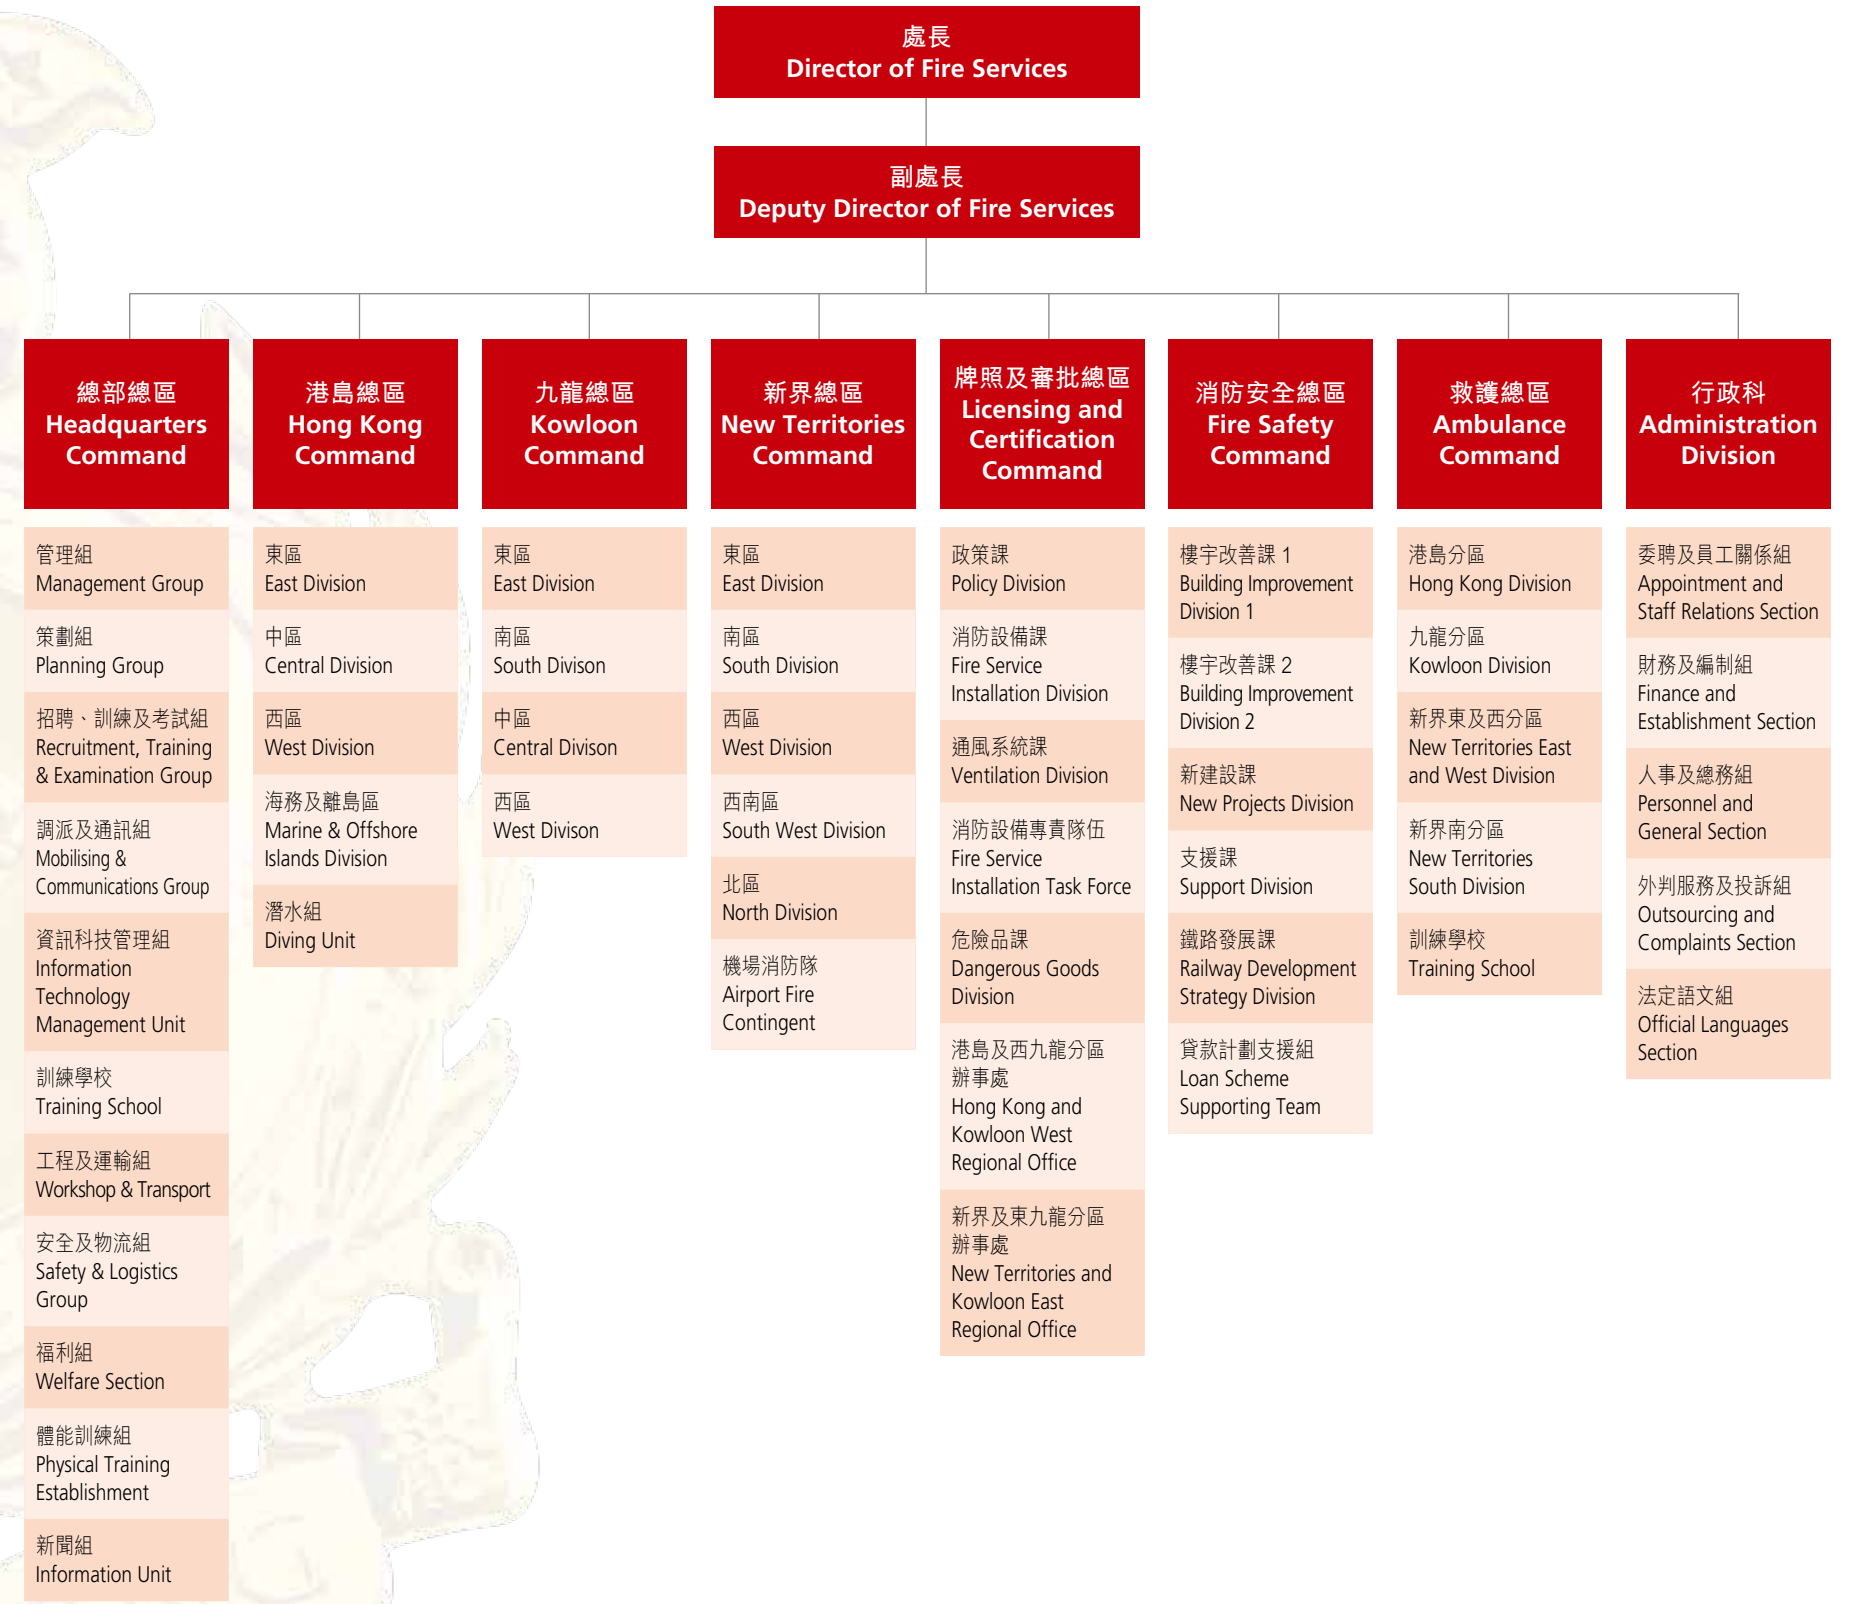 處長
Director of Fire Services
副處長
Deputy Director of Fire Services
總部總區
Headquarters
Command
管理組
Management Group
策劃組
Planning Group
招聘、訓練及考試組
Recruitment, Training
& Examination Group
調派及通訊組
Mobilising &
Communications Group
資訊科技管理組
Information
Technology
Management Unit
訓練學校
Training School
工程及運輸組
Workshop & Transport
安全及物流組
Safety & Logistics
Group
福利組
Welfare Section
體能訓練組
Physical Training
Establishment
新聞組
Information Unit
港島總區
Hong Kong
Command
東區
East Division
中區
Central Division
西區
West Division
海務及離島區
Marine & Offshore
Islands Division
潛水組
Diving Unit
九龍總區
Kowloon
Command
東區
East Division
南區
South Divison
中區
Central Divison
西區
West Divison
新界總區
New Territories
Command
東區
East Division
南區
South Division
西區
West Division
西南區
South West Division
北區
North Division
機場消防隊
Airport Fire
Contingent
牌照及審批總區
Licensing and
Certification
Command
政策課
Policy Division
消防設備課
Fire Service
Installation Division
通風系統課
Ventilation Division
消防設備專責隊伍
Fire Service
Installation Task Force
危險品課
Dangerous Goods
Division
港島及西九龍分區
辦事處
Hong Kong and
Kowloon West
Regional Office
新界及東九龍分區
辦事處
New Territories and
Kowloon East
Regional Office
消防安全總區
Fire Safety
Command
樓宇改善課 1
Building Improvement
Division 1
樓宇改善課 2
Building Improvement
Division 2
新建設課
New Projects Division
支援課
Support Division
鐵路發展課
Railway Development
Strategy Division
貸款計劃支援組
Loan Scheme
Supporting Team
救護總區
Ambulance
Command
港島分區
Hong Kong Division
九龍分區
Kowloon Division
新界東及西分區
New Territories East
and West Division
新界南分區
New Territories
South Division
訓練學校
Training School
行政科
Administration
Division
委聘及員工關係組
Appointment and
Staff Relations Section
財務及編制組
Finance and
Establishment Section
人事及總務組
Personnel and
General Section
外判服務及投訴組
Outsourcing and
Complaints Section
法定語文組
Official Languages
Section